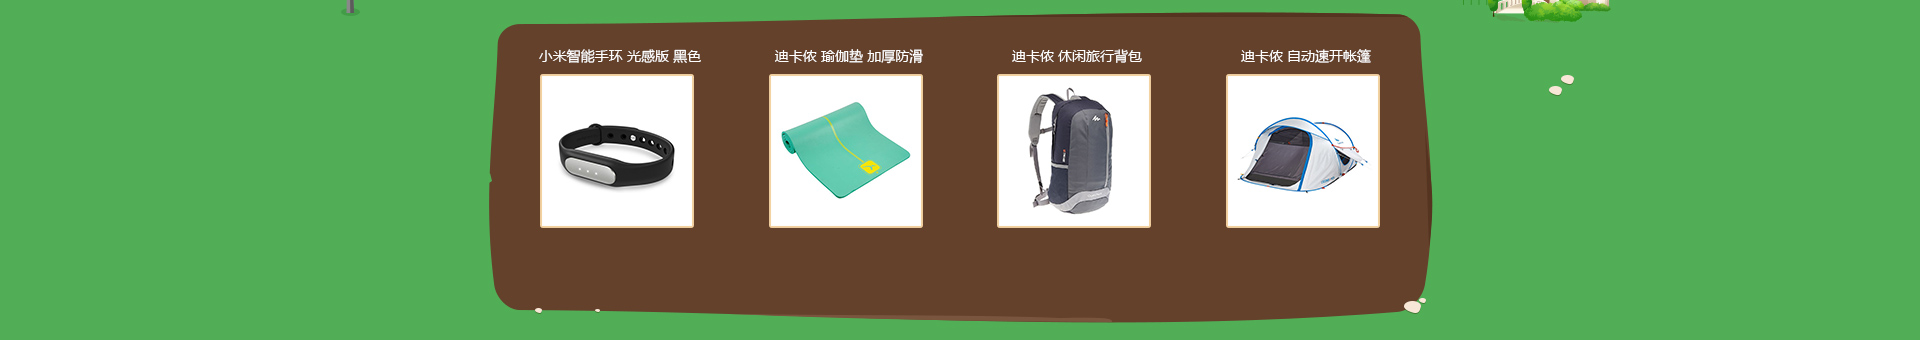 小米智能手环 光感版 黑色
迪卡侬 瑜伽垫 加厚防滑
迪卡侬 休闲旅行背包
迪卡侬 自动速开帐篷